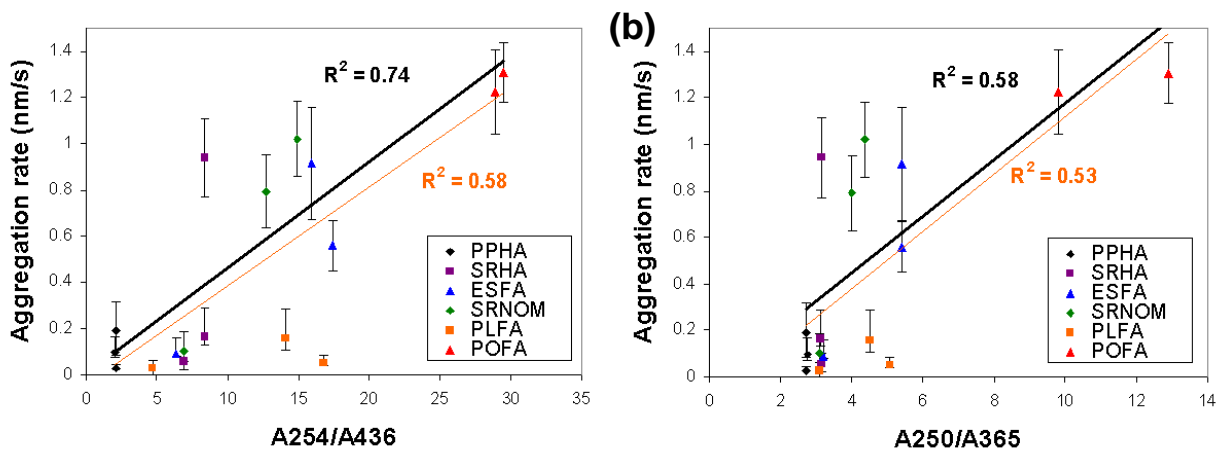 Aggregation rate (nm/s)
1.4
1.2
1
0.8
0.6
0.4
0.2
0
R² = 0.74
R² = 0.58
PPHA
SRHA
ESFA
SRNOM
PLFA
POFA
0 5 10 15 20 25 30 35
A254/A436
(b)
Aggregation rate (nm/s)
1.4
1.2
1
0.8
0.6
0.4
0.2
0
R² = 0.58
R² = 0.53
PPHA
SRHA
ESFA
SRNOM
PLFA
POFA
0 2 4 6 8 10 12 14
A250/A365